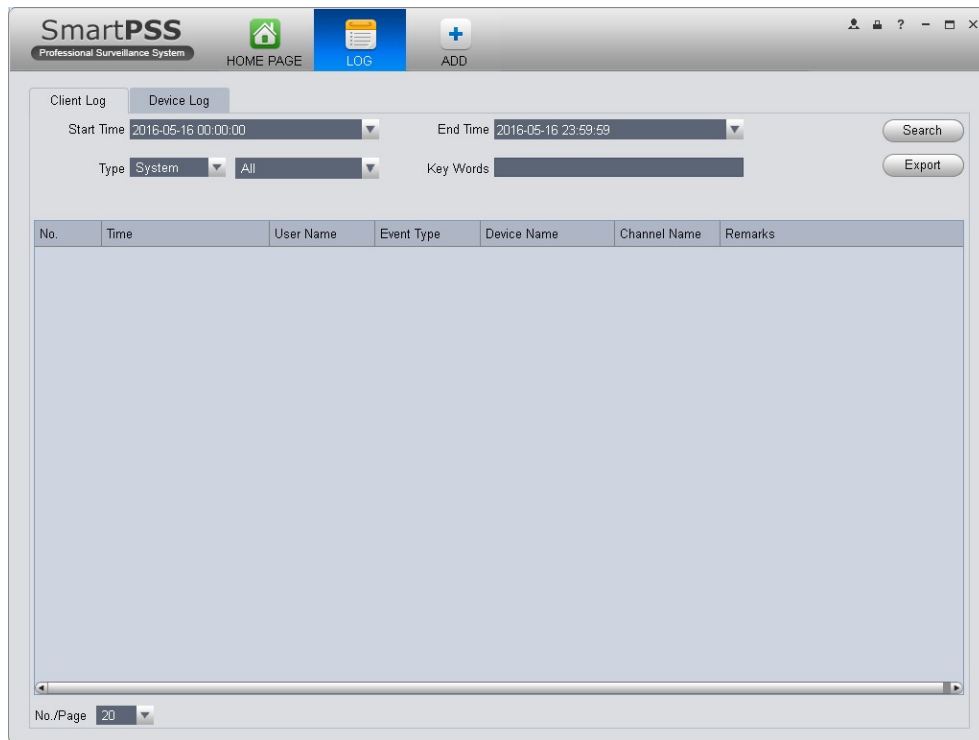 SmartPSS
Professional Surveillance System
HOME PAGE
LOG
ADD
?
Client Log
Device Log
Start Time 2016-05-16 00:00:00
End Time 2016-05-16 23:59:59
Search
Type System All
Key Words
Export
No. Time User Name Event Type Device Name Channel Name Remarks
No./Page 20